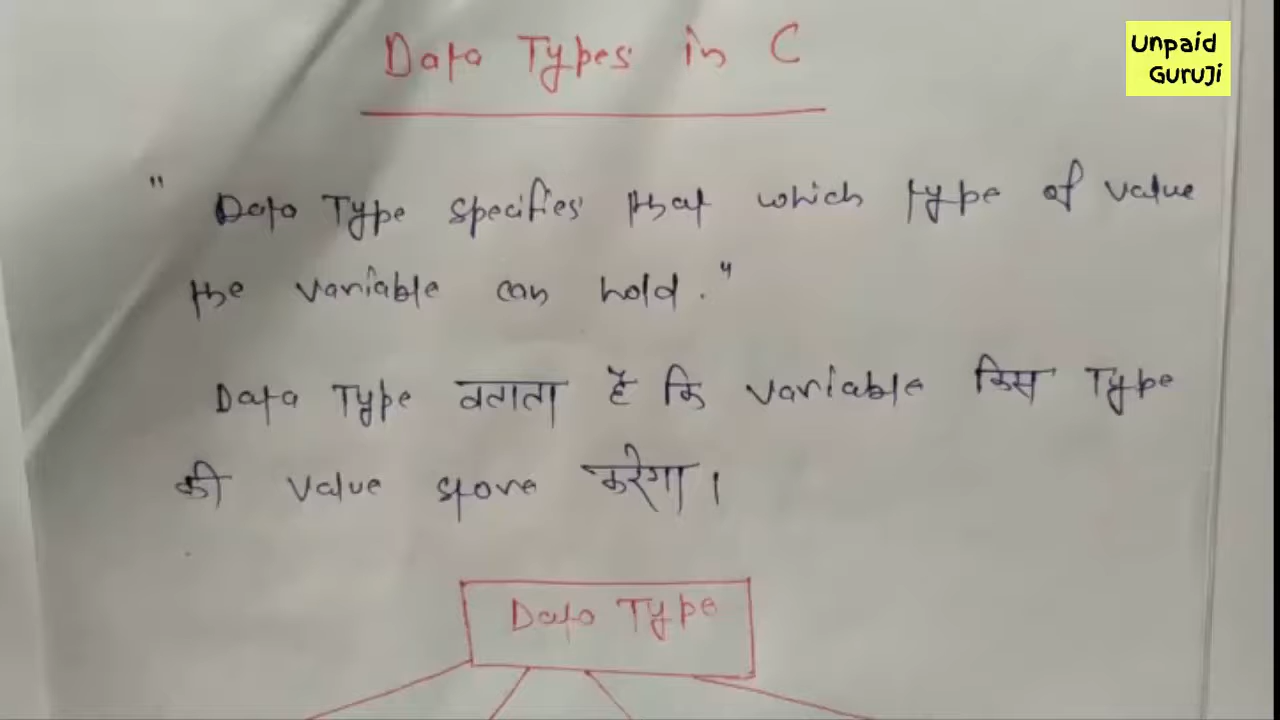 Data Types in C
Unpaid
GuruJi
" Data Type specifies that which type of value
the variable can hold."
Data Type बताता है कि variable किस Type
की value store करेगा।
Data Type